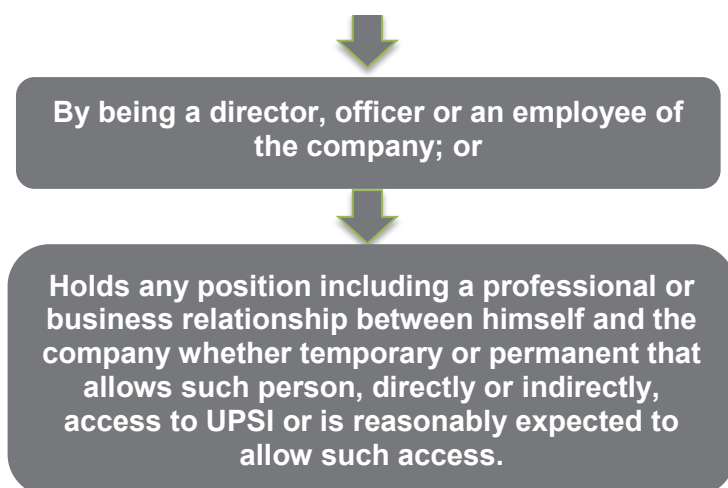 By being a director, officer or an employee of
the company; or
Holds any position including a professional or
business relationship between himself and the
company whether temporary or permanent that
allows such person, directly or indirectly,
access to UPSI or is reasonably expected to
allow such access.